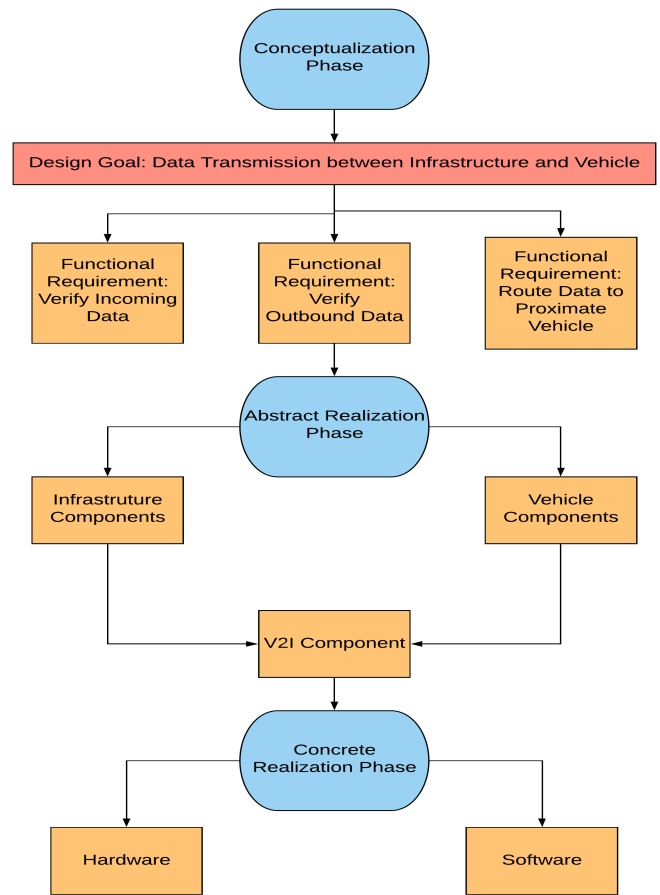 Conceptualization
Phase
Design Goal: Data Transmission between Infrastructure and Vehicle
Functional
Requirement:
Verify Incoming
Data
Functional
Requirement:
Verify
Outbound Data
Functional
Requirement:
Route Data to
Proximate
Vehicle
Abstract Realization
Phase
Infrastruture
Components
Vehicle
Components
V2I Component
Concrete
Realization Phase
Hardware
Software